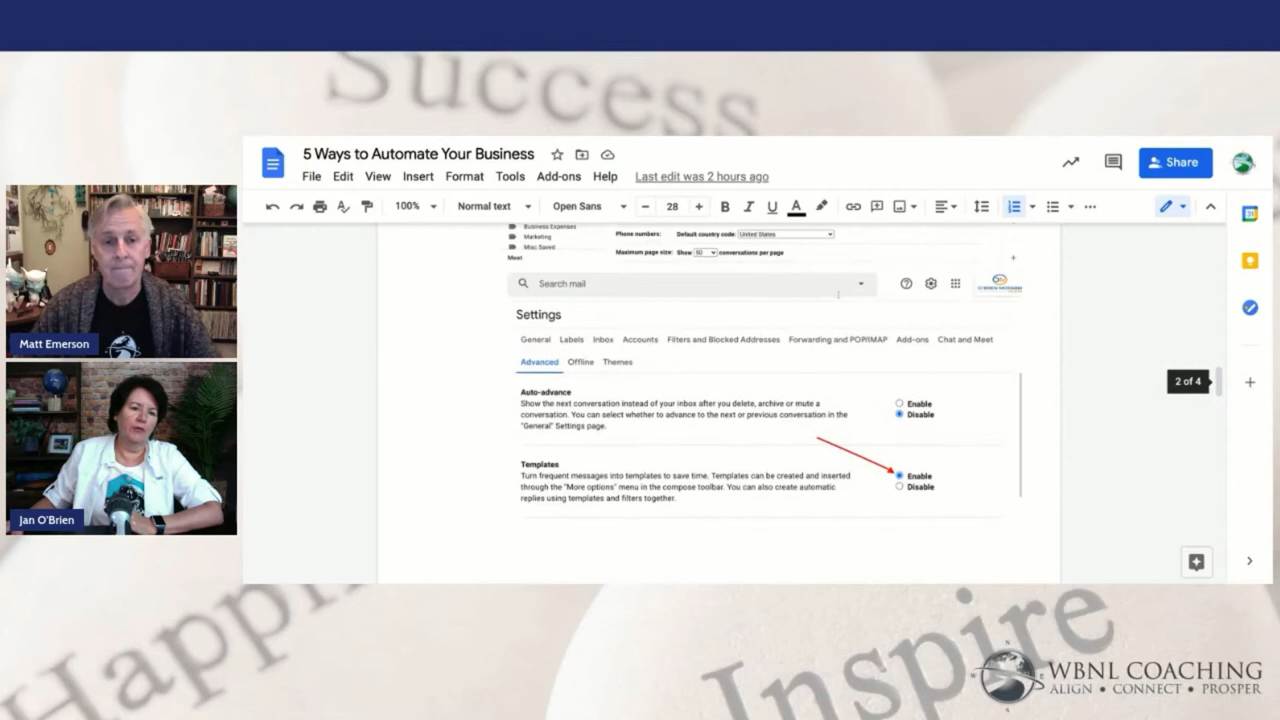 Success
5 Ways to Automate Your Business
File Edit View Insert Format Tools Add-ons Help Last edit was 2 hours ago
Share
100% Normal text Open Sans 28 B I U A
Business Expenses
Marketing
Misc Saved
Meet
Phone numbers: Default country code: United States
Maximum page size: Show 50 conversations per page
Search mail
Settings
General Labels Inbox Accounts Filters and Blocked Addresses Forwarding and POP/IMAP Add-ons Chat and Meet
Advanced Offline Themes
Auto-advance
Show the next conversation instead of your inbox after you delete, archive or mute a
conversation. You can select whether to advance to the next or previous conversation in the
"General" Settings page.
Enable
Disable
Templates
Turn frequent messages into templates to save time. Templates can be created and inserted
through the "More options" menu in the compose toolbar. You can also create automatic
replies using templates and filters together.
Enable
Disable
2 of 4
31
Matt Emerson
Jan O'Brien
Happi
Inspire
WBNL COACHING
ALIGN • CONNECT • PROSPER